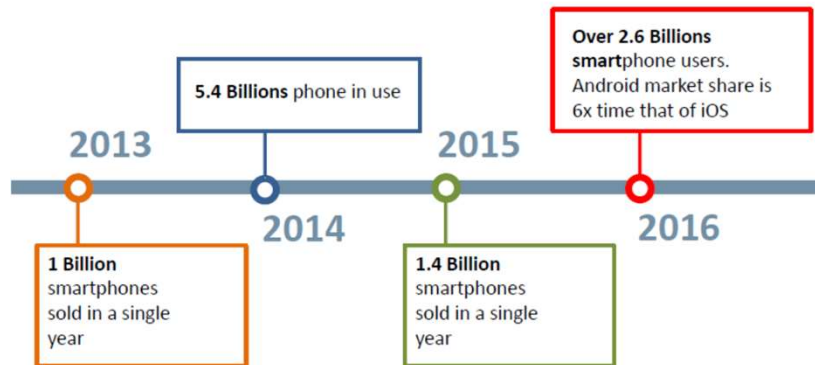 2013
1 Billion
smartphones
sold in a single
year
5.4 Billions phone in use
2014
2015
1.4 Billion
smartphones
sold in a single
year
Over 2.6 Billions
smartphone users.
Android market share is
6x time that of iOS
2016